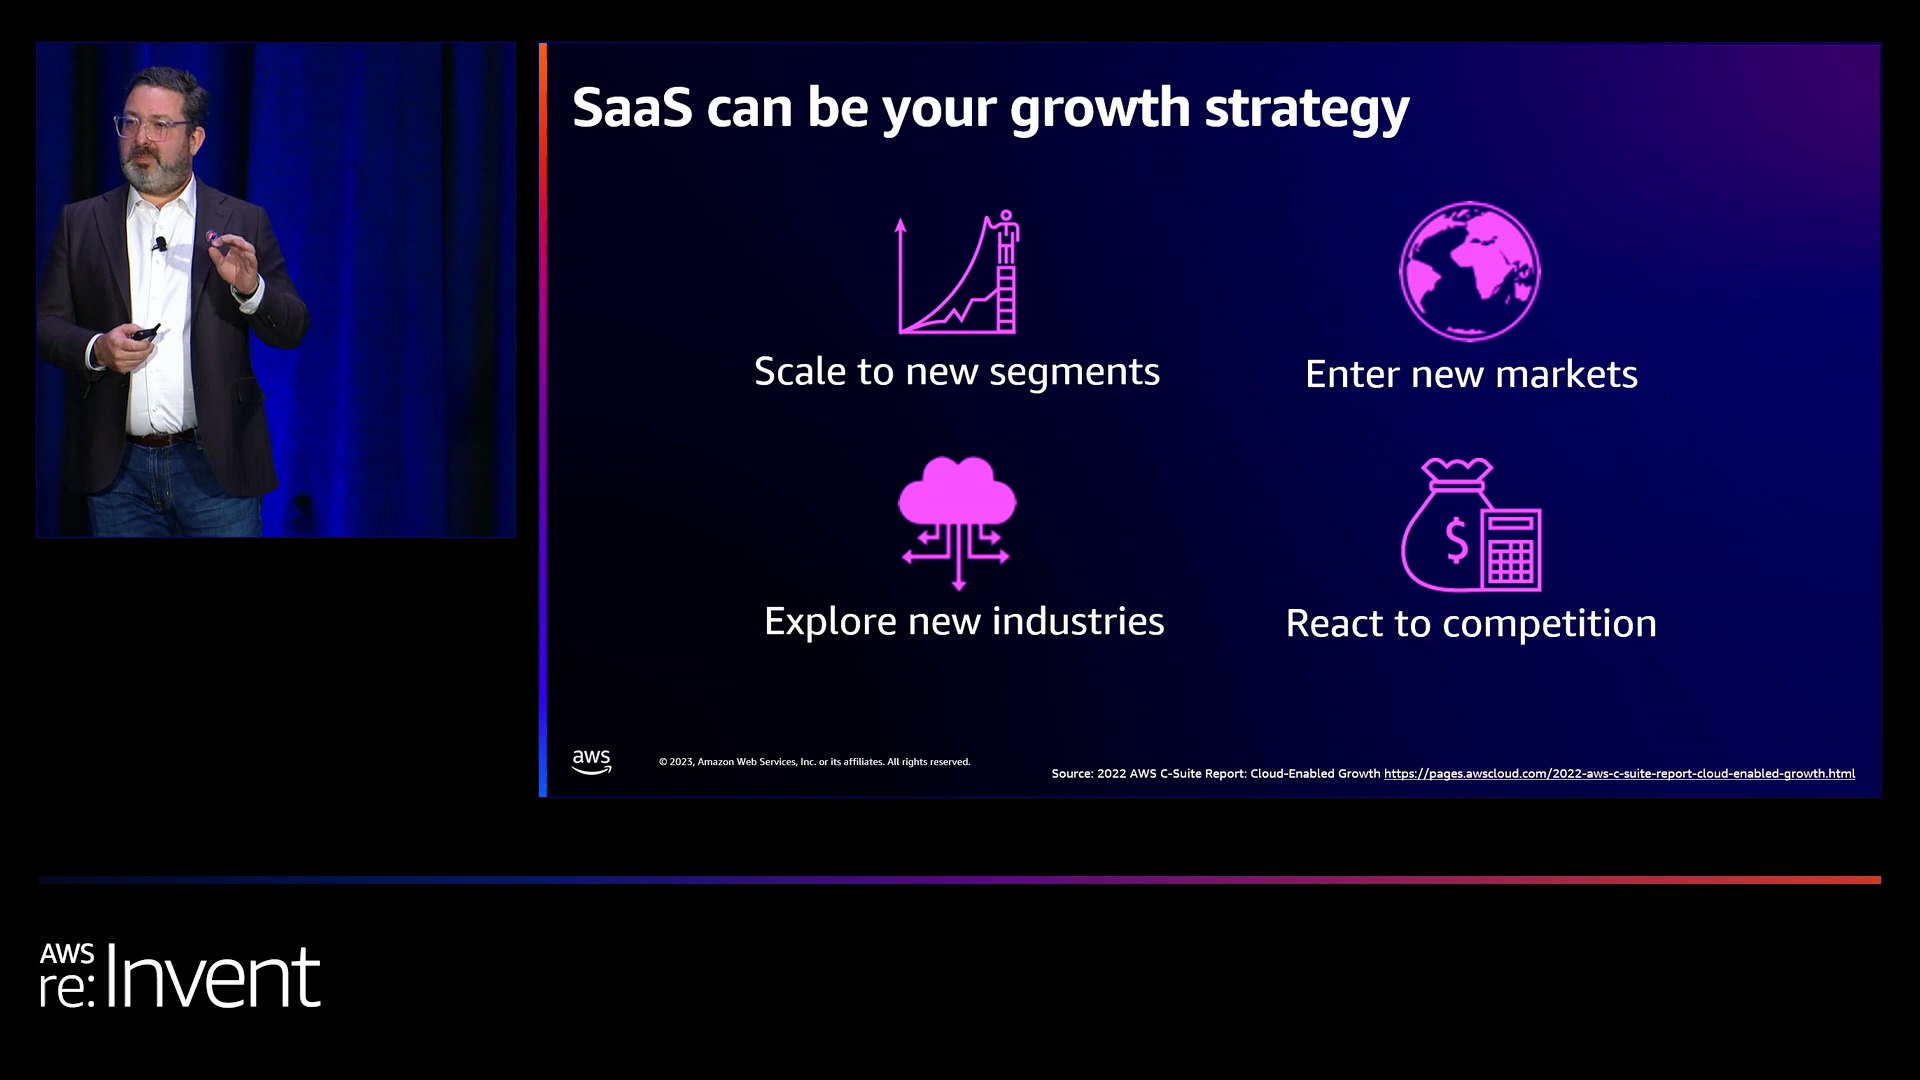 SaaS can be your growth strategy
Scale to new segments
Enter new markets
Explore new industries
$
React to competition
aws
© 2023, Amazon Web Services, Inc. or its affiliates. All rights reserved.
Source: 2022 AWS C-Suite Report: Cloud-Enabled Growth https://pages.awscloud.com/2022-aws-c-suite-report-cloud-enabled-growth.html
AWS
re:Invent